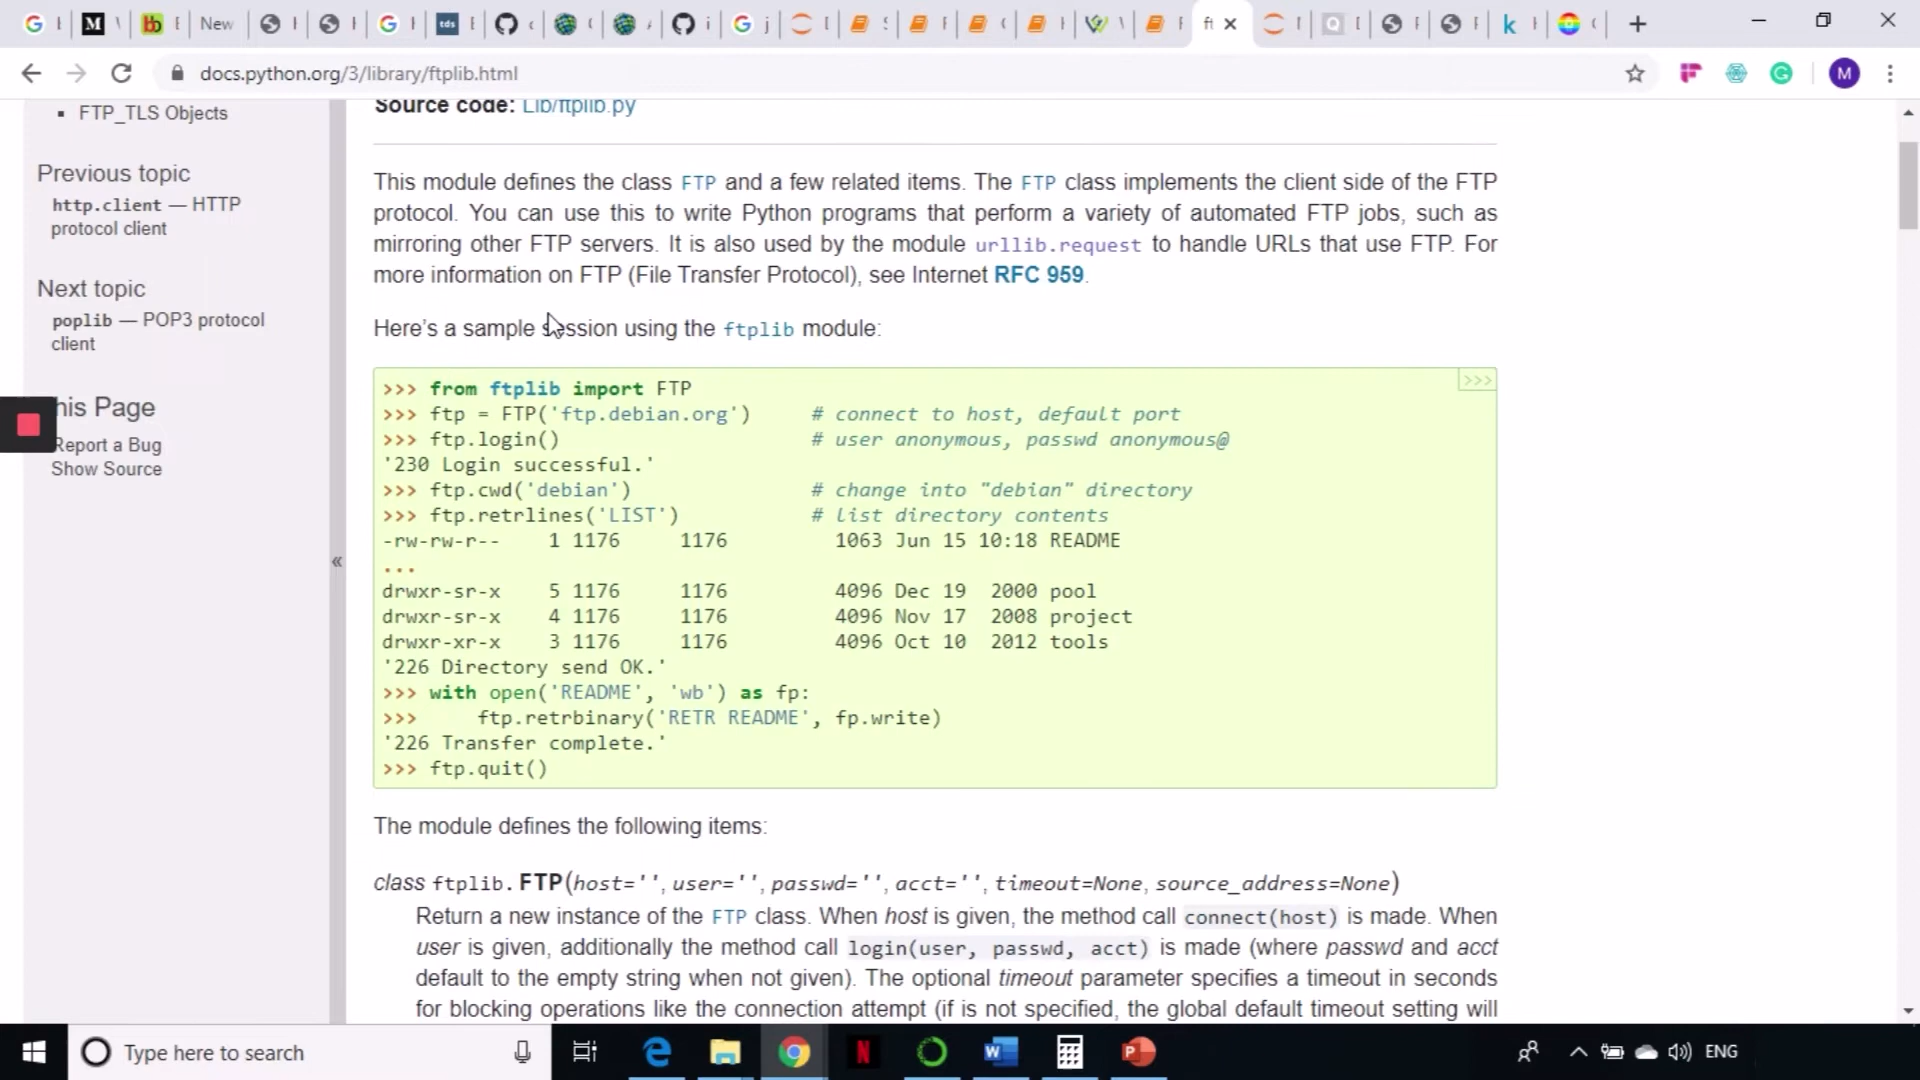 New
tds
docs.python.org/3/library/ftplib.html
M
FTP_TLS Objects
Previous topic
http.client — HTTP
protocol client
Next topic
poplib — POP3 protocol
client
his Page
Report a Bug
Show Source
«
Source code: Lib/ftplib.py
This module defines the class FTP and a few related items. The FTP class implements the client side of the FTP
protocol. You can use this to write Python programs that perform a variety of automated FTP jobs, such as
mirroring other FTP servers. It is also used by the module urllib.request to handle URLs that use FTP. For
more information on FTP (File Transfer Protocol), see Internet RFC 959.
Here’s a sample session using the ftplib module:
>>>
>>> from ftplib import FTP
>>> ftp = FTP('ftp.debian.org')     # connect to host, default port
>>> ftp.login()                     # user anonymous, passwd anonymous@
'230 Login successful.'
>>> ftp.cwd('debian')               # change into "debian" directory
>>> ftp.retrlines('LIST')           # list directory contents
-rw-rw-r--    1 1176     1176         1063 Jun 15 10:18 README
...
drwxr-sr-x    5 1176     1176         4096 Dec 19  2000 pool
drwxr-sr-x    4 1176     1176         4096 Nov 17  2008 project
drwxr-xr-x    3 1176     1176         4096 Oct 10  2012 tools
'226 Directory send OK.'
>>> with open('README', 'wb') as fp:
>>>     ftp.retrbinary('RETR README', fp.write)
'226 Transfer complete.'
>>> ftp.quit()
The module defines the following items:
class ftplib.FTP(host='', user='', passwd='', acct='', timeout=None, source_address=None)
Return a new instance of the FTP class. When host is given, the method call connect(host) is made. When
user is given, additionally the method call login(user, passwd, acct) is made (where passwd and acct
default to the empty string when not given). The optional timeout parameter specifies a timeout in seconds
for blocking operations like the connection attempt (if is not specified, the global default timeout setting will
Type here to search
ENG